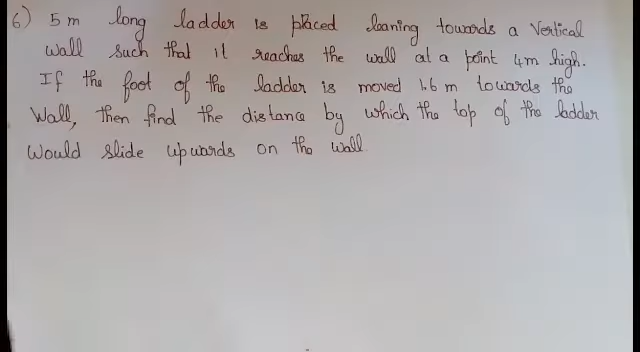 6) 5 m long ladder is placed leaning towards a vertical
wall such that it reaches the wall at a point 4m high.
If the foot of the ladder is moved 1.6 m towards the
Wall, then find the distance by which the top of the ladder
would slide upwards on the wall.